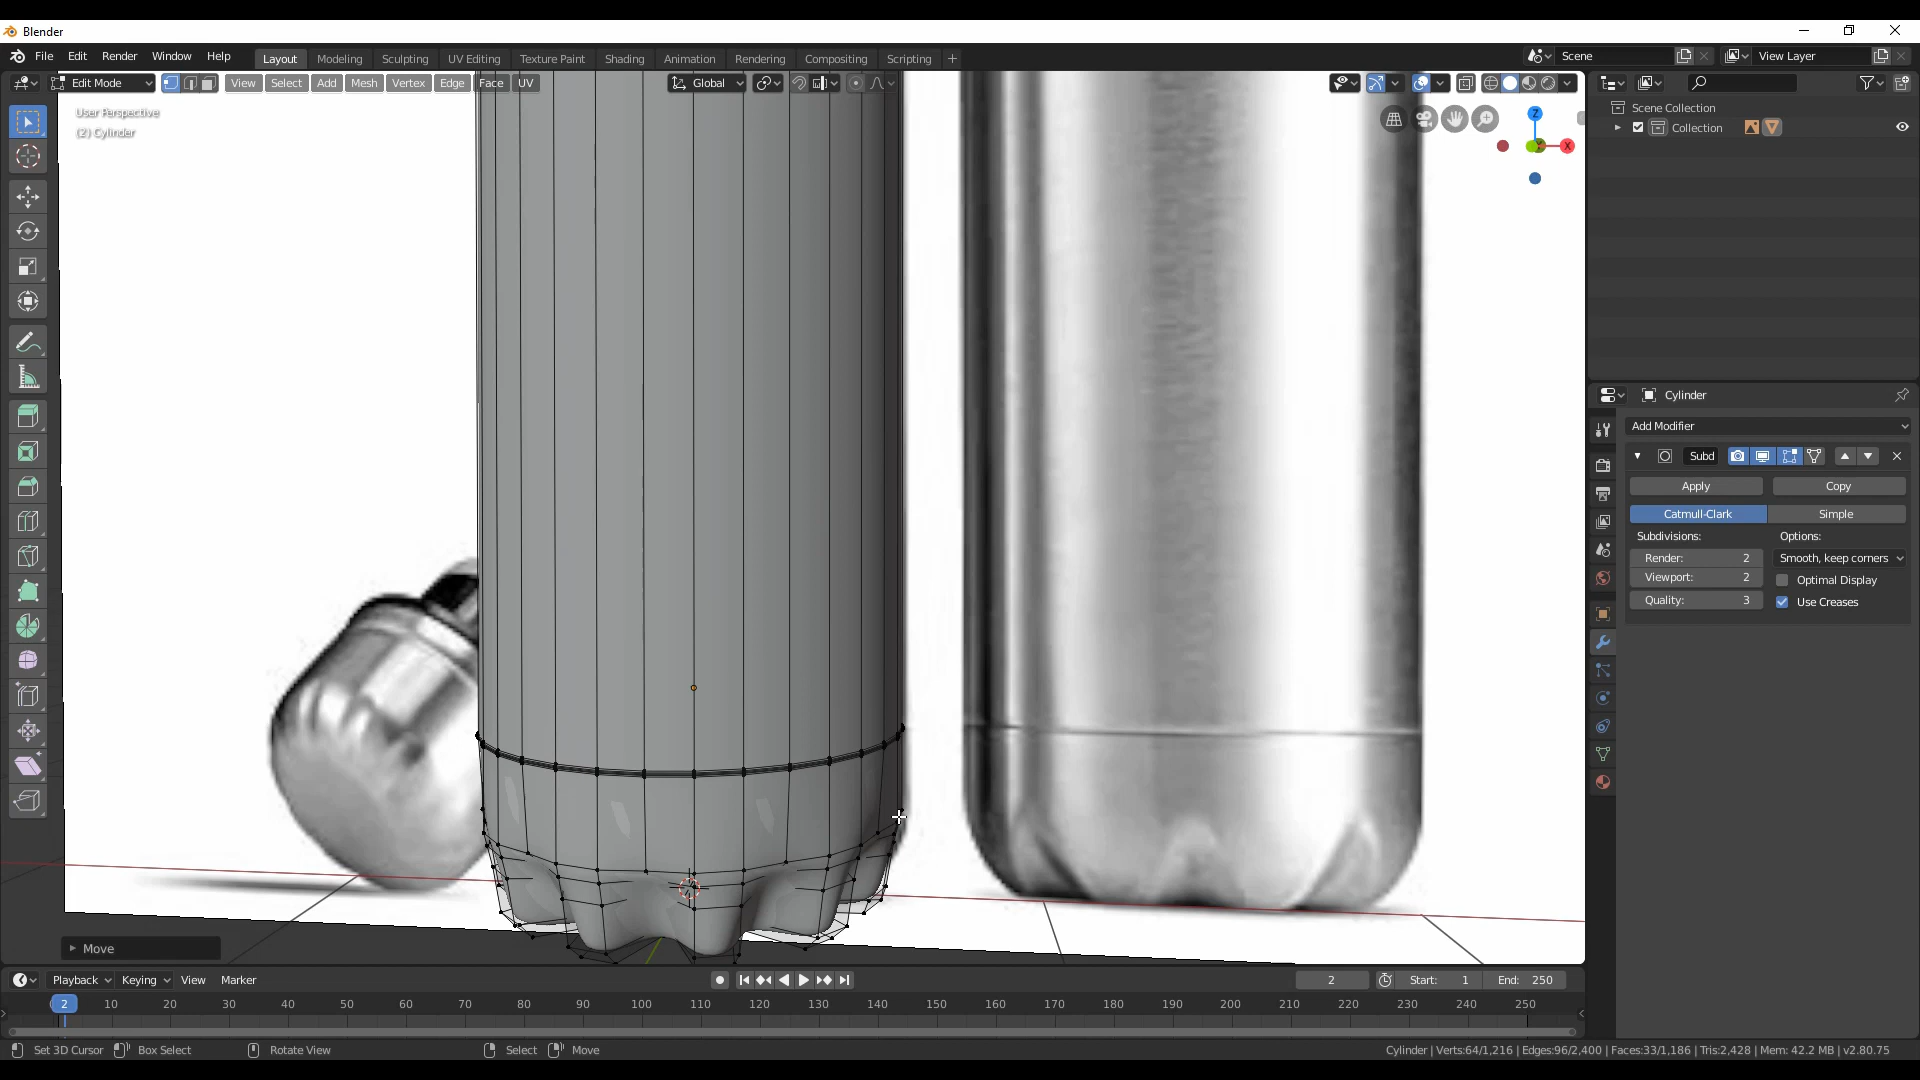 Blender
File Edit Render Window Help Layout Modeling Sculpting UV Editing Texture Paint Shading Animation Rendering Compositing Scripting + Scene View Layer
Edit Mode View Select Add Mesh Vertex Edge Face UV Global
User Perspective
(2) Cylinder
Z
X
Scene Collection
Collection
Cylinder
Add Modifier
Subd
Apply Copy
Catmull-Clark Simple
Subdivisions: Options:
Render: 2 Smooth, keep corners
Viewport: 2 Optimal Display
Quality: 3 Use Creases
Move
Playback Keying View Marker 2 Start: 1 End: 250
2 10 20 30 40 50 60 70 80 90 100 110 120 130 140 150 160 170 180 190 200 210 220 230 240 250
Set 3D Cursor Box Select Rotate View Select Move Cylinder | Verts:64/1,216 | Edges:96/2,400 | Faces:33/1,186 | Tris:2,428 | Mem: 42.2 MB | v2.80.75